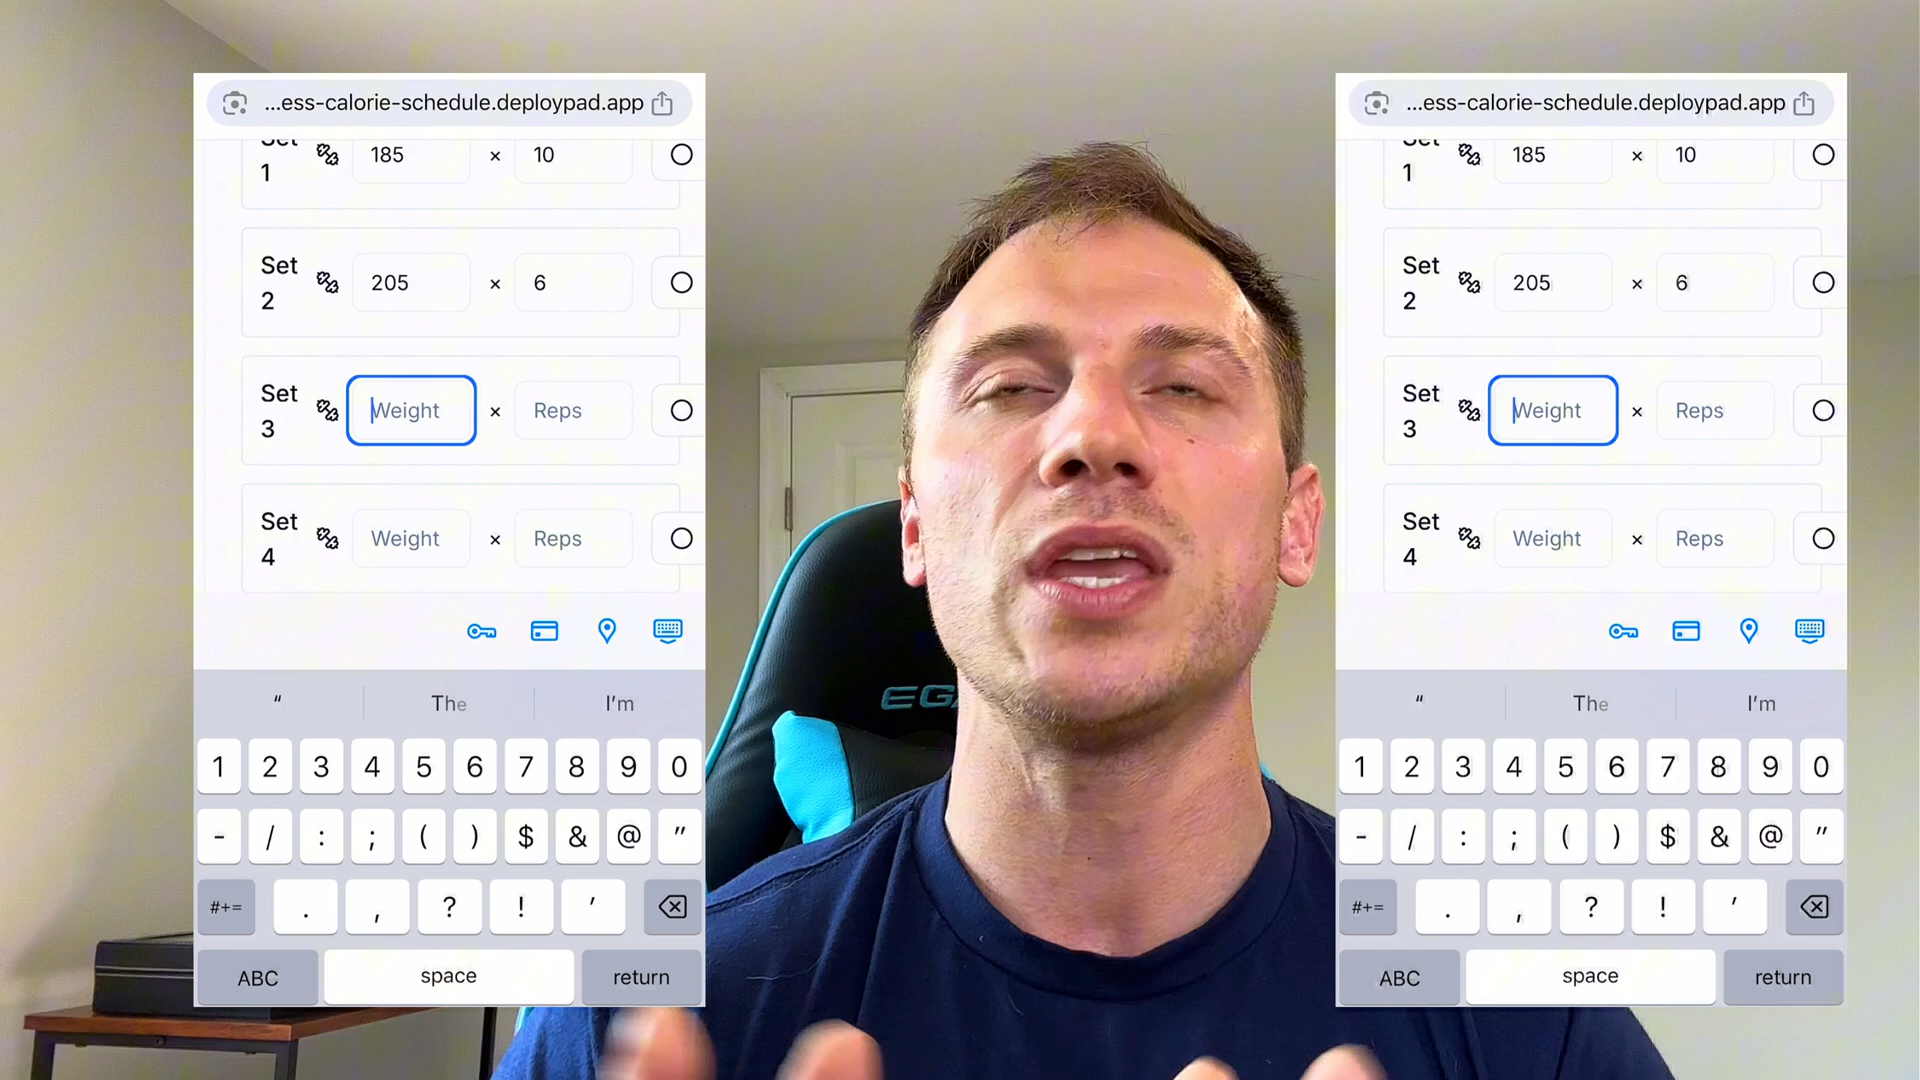 ...ess-calorie-schedule.deploypad.app
Set 1 185 × 10
Set 2 205 × 6
Set 3 Weight × Reps
Set 4 Weight × Reps
“ The I’m
1 2 3 4 5 6 7 8 9 0
- / : ; ( ) $ & @ ”
#+= . , ? ! ’
ABC space return
...ess-calorie-schedule.deploypad.app
Set 1 185 × 10
Set 2 205 × 6
Set 3 Weight × Reps
Set 4 Weight × Reps
“ The I’m
1 2 3 4 5 6 7 8 9 0
- / : ; ( ) $ & @ ”
#+= . , ? ! ’
ABC space return